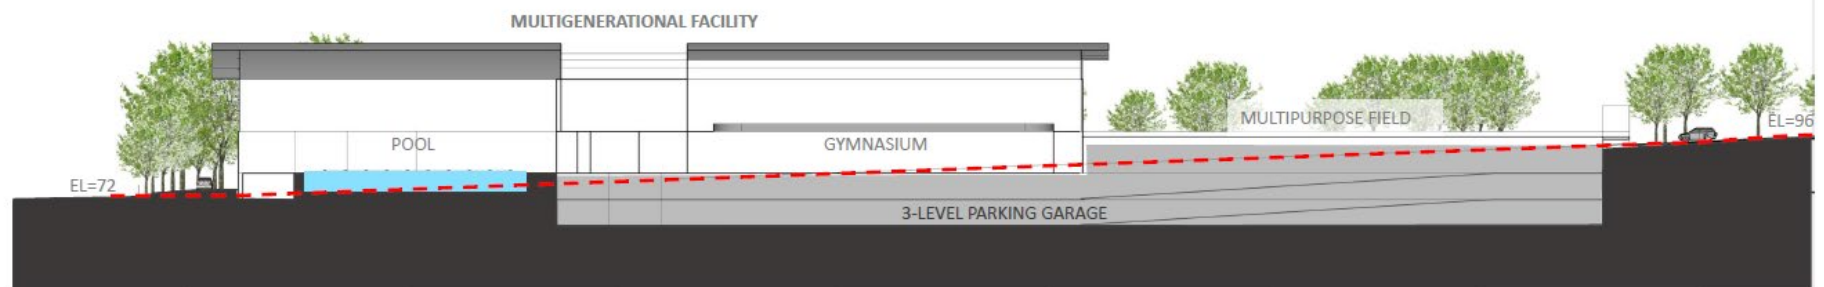 MULTIGENERATIONAL FACILITY
MULTIPURPOSE FIELD
EL=96
POOL
GYMNASIUM
EL=72
3-LEVEL PARKING GARAGE